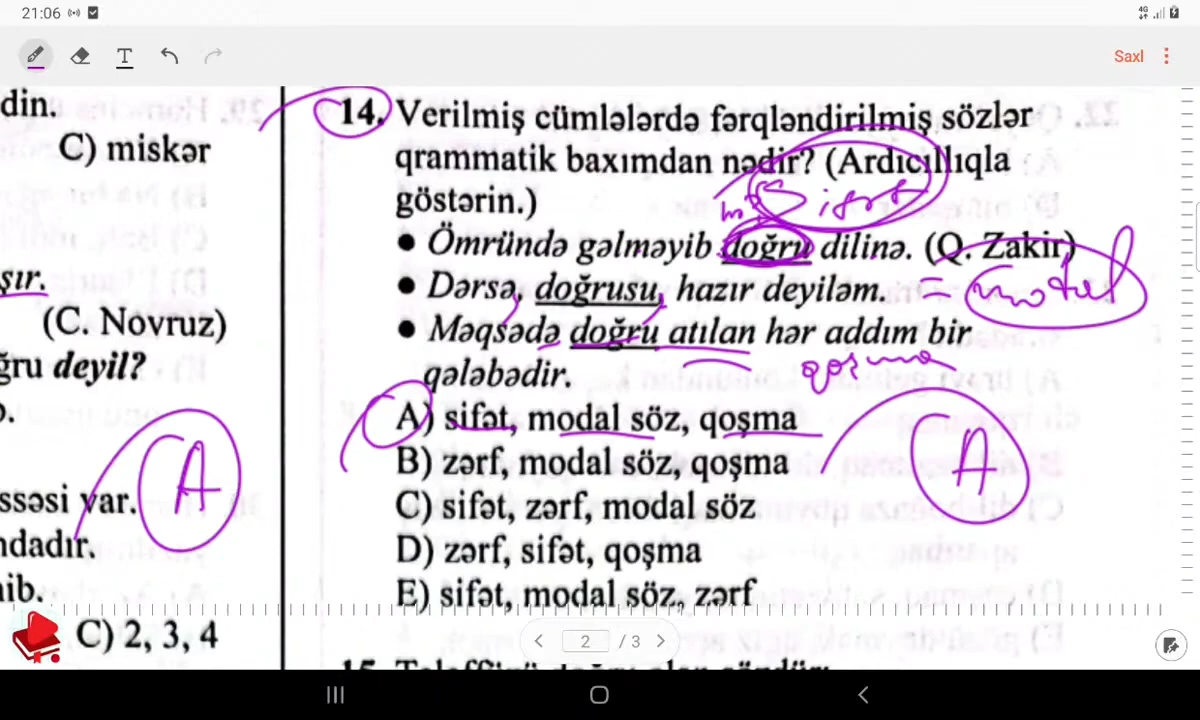 21:06
4G
T
Saxl
din.
C) miskər
şır.
(C. Novruz)
ğru deyil?
A
ssəsi var.
ndadır.
nib.
C) 2, 3, 4
14. Verilmiş cümlələrdə fərqləndirilmiş sözlər
qrammatik baxımdan nədir? (Ardıcıllıqla
göstərin.)
sifət
• Ömründə gəlməyib doğru dilinə. (Q. Zakir)
• Dərsə, doğrusu, hazır deyiləm. = modal
• Məqsədə doğru atılan hər addım bir
qələbədir.
qoşma
A) sifət, modal söz, qoşma
B) zərf, modal söz, qoşma
C) sifət, zərf, modal söz
D) zərf, sifət, qoşma
E) sifət, modal söz, zərf
A
2 / 3